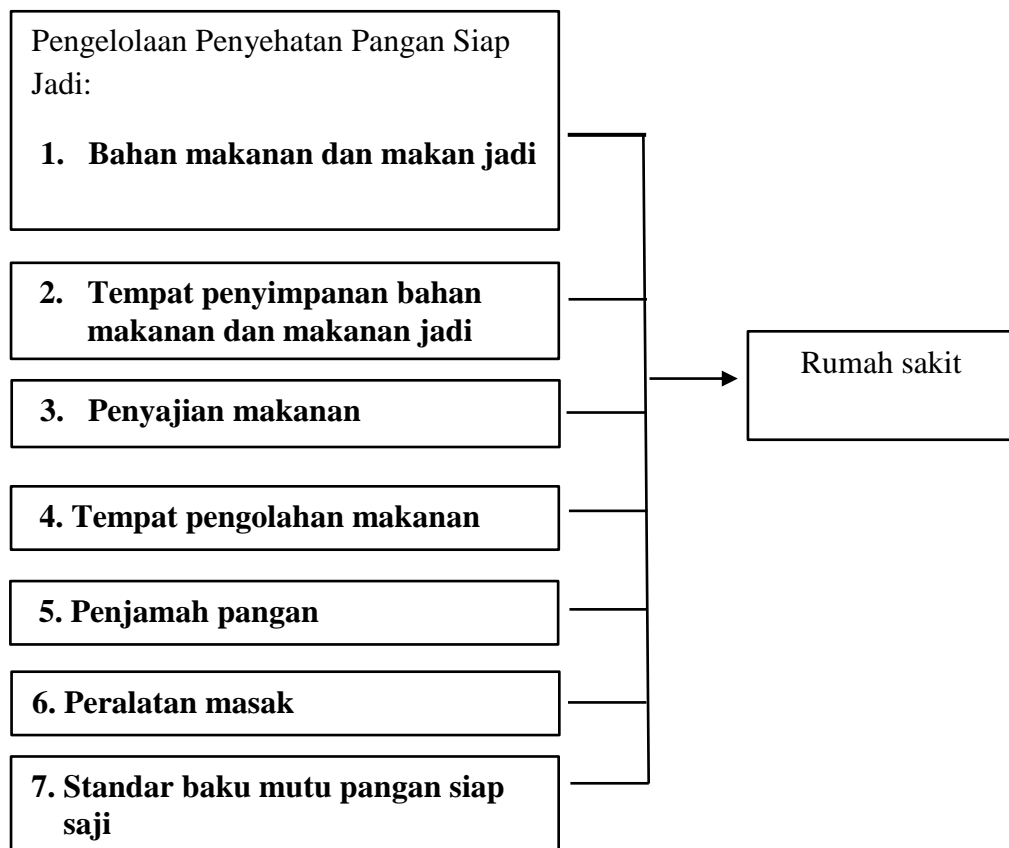 Pengelolaan Penyehatan Pangan Siap
Jadi:
1. Bahan makanan dan makan jadi
2. Tempat penyimpanan bahan
makanan dan makanan jadi
3. Penyajian makanan
4. Tempat pengolahan makanan
5. Penjamah pangan
6. Peralatan masak
7. Standar baku mutu pangan siap
saji
Rumah sakit